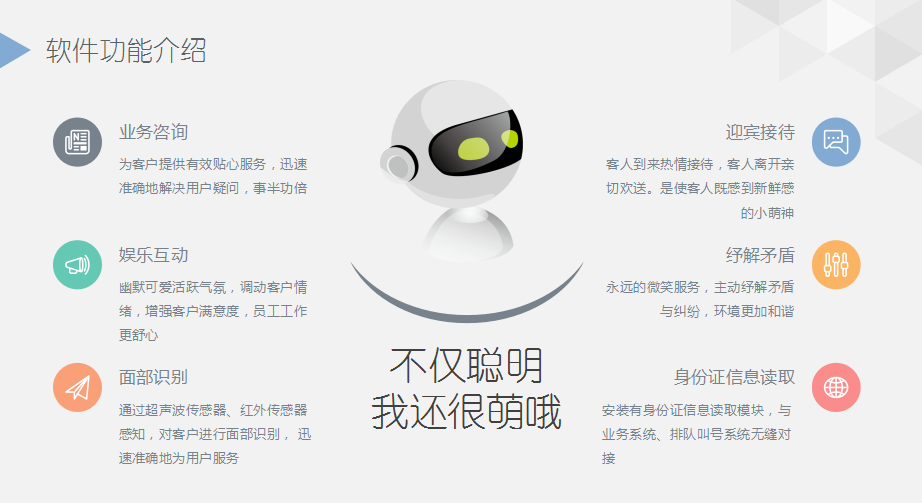 软件功能介绍
业务咨询
为客户提供有效贴心服务，迅速
准确地解决用户疑问，事半功倍
娱乐互动
幽默可爱活跃气氛，调动客户情
绪，增强客户满意度，员工工作
更舒心
面部识别
通过超声波传感器、红外传感器
感知，对客户进行面部识别， 迅
速准确地为用户服务
不仅聪明
我还很萌哦
迎宾接待
客人到来热情接待，客人离开亲
切欢送。是使客人既感到新鲜感
的小萌神
纾解矛盾
永远的微笑服务，主动纾解矛盾
与纠纷，环境更加和谐
身份证信息读取
安装有身份证信息读取模块，与
业务系统、排队叫号系统无缝对
接